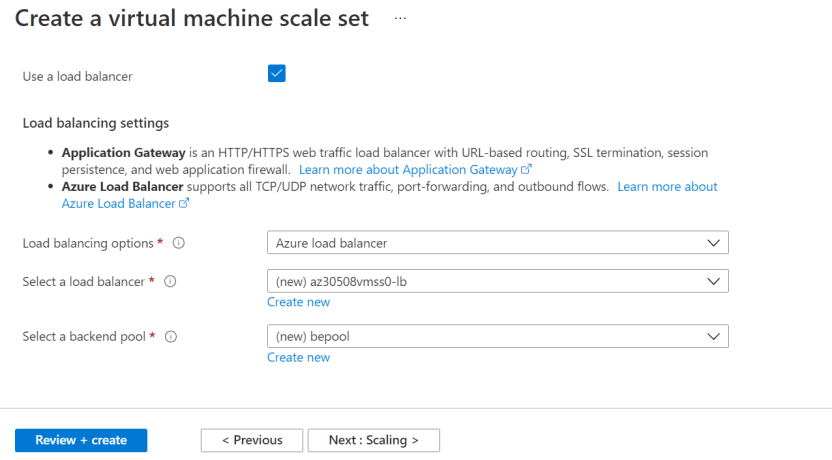 Create a virtual machine scale set ...
Use a load balancer
Load balancing settings
• Application Gateway is an HTTP/HTTPS web traffic load balancer with URL-based routing, SSL termination, session
persistence, and web application firewall. Learn more about Application Gateway
• Azure Load Balancer supports all TCP/UDP network traffic, port-forwarding, and outbound flows. Learn more about
Azure Load Balancer
Load balancing options * Azure load balancer
Select a load balancer * (new) az30508vmss0-lb
Create new
Select a backend pool * (new) bepool
Create new
Review + create < Previous Next : Scaling >